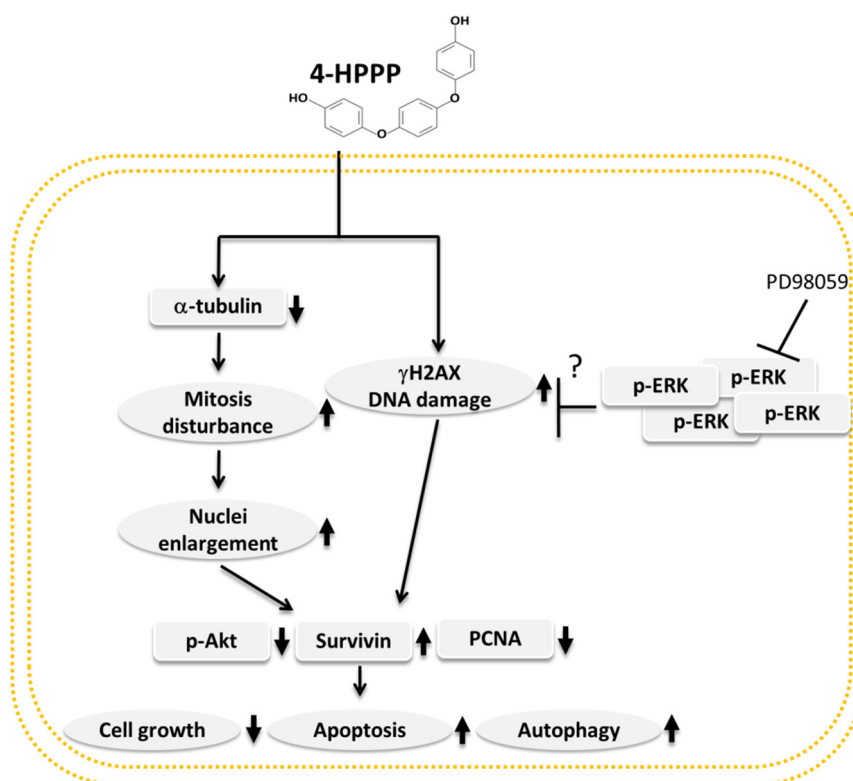 OH
4-HPPP
HO
O
O
α-tubulin
PD98059
?
γH2AX
DNA damage
p-ERK
p-ERK
p-ERK
p-ERK
Mitosis
disturbance
Nuclei
enlargement
p-Akt
Survivin
PCNA
Cell growth
Apoptosis
Autophagy